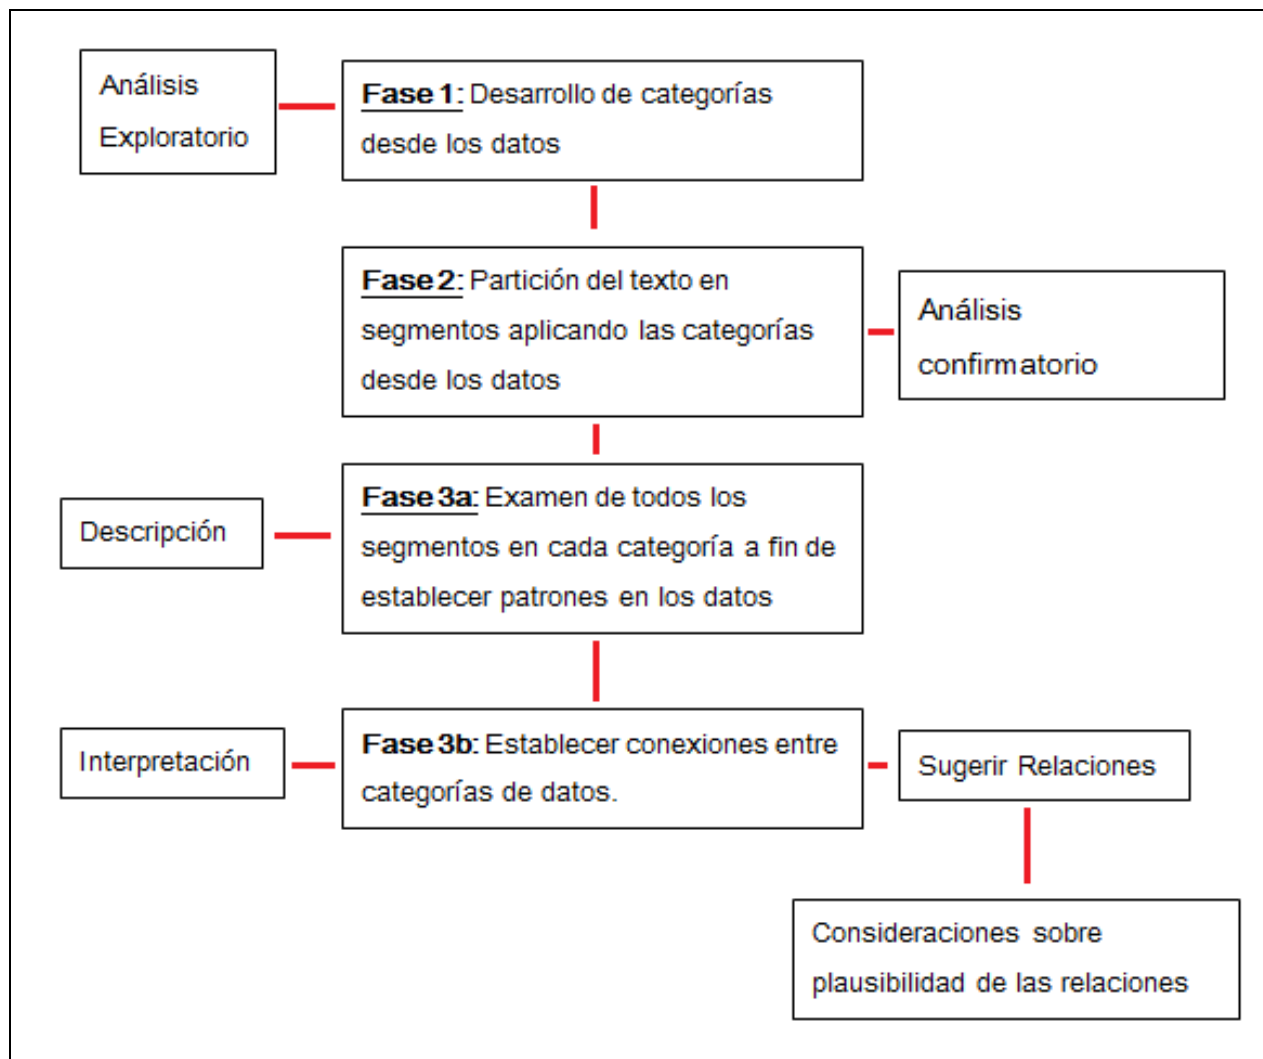 Análisis
Exploratorio
Fase 1: Desarrollo de categorías
desde los datos
Fase 2: Partición del texto en
segmentos aplicando las categorías
desde los datos
Análisis
confirmatorio
Descripción
Fase 3a: Examen de todos los
segmentos en cada categoría a fin de
establecer patrones en los datos
Interpretación
Fase 3b: Establecer conexiones entre
categorías de datos.
Sugerir Relaciones
Consideraciones sobre
plausibilidad de las relaciones